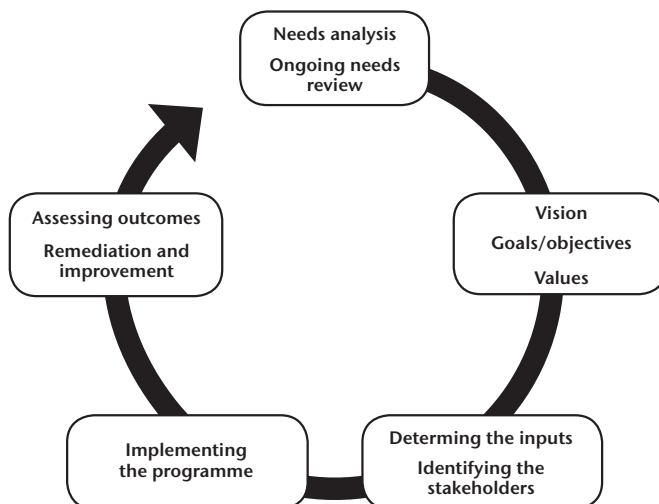 Needs analysis
Ongoing needs
review
Vision
Goals/objectives
Values
Determing the inputs
Identifying the
stakeholders
Implementing
the programme
Assessing outcomes
Remediation and
improvement